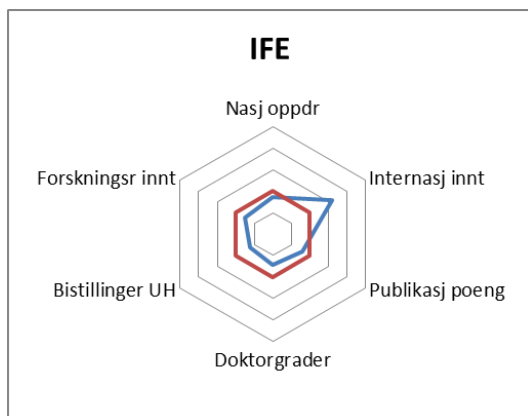 IFE
Nasj oppdr
Forskningsr innt
Internasj innt
Bistillinger UH
Publikasj poeng
Doktorgrader